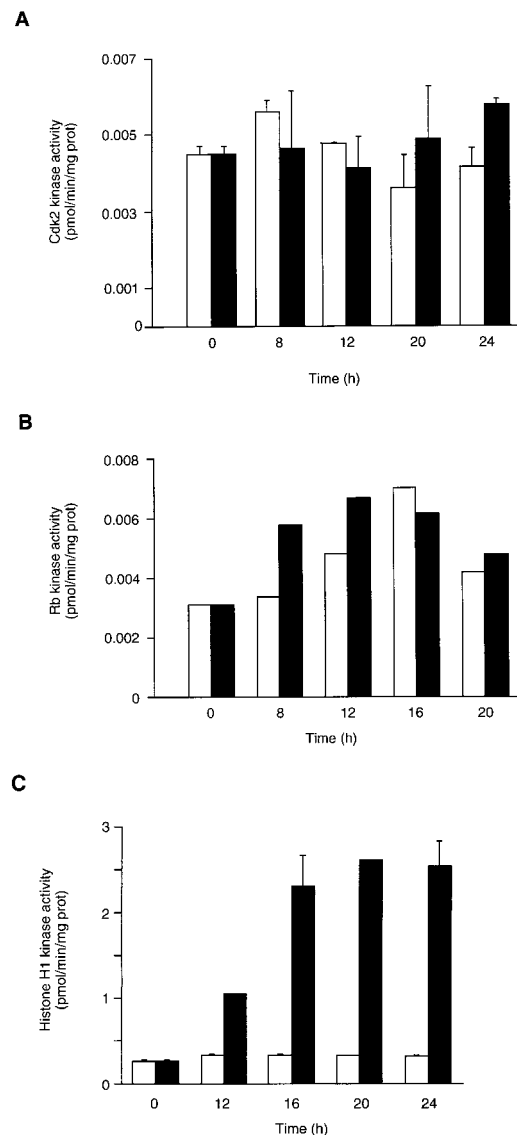 A
Cdk2 kinase activity
(pmol/min/mg prot)
0.007
0.005
0.003
0.001
0
0 8 12 20 24
Time (h)
B
Rb kinase activity
(pmol/min/mg prot)
0.008
0.006
0.004
0.002
0
0 8 12 16 20
Time (h)
C
Histone H1 kinase activity
(pmol/min/mg prot)
3
2
1
0
0 12 16 20 24
Time (h)